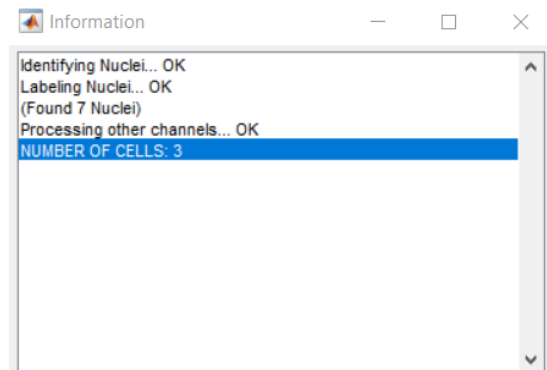 Information
Identifying Nuclei... OK
Labeling Nuclei... OK
(Found 7 Nuclei)
Processing other channels... OK
NUMBER OF CELLS: 3